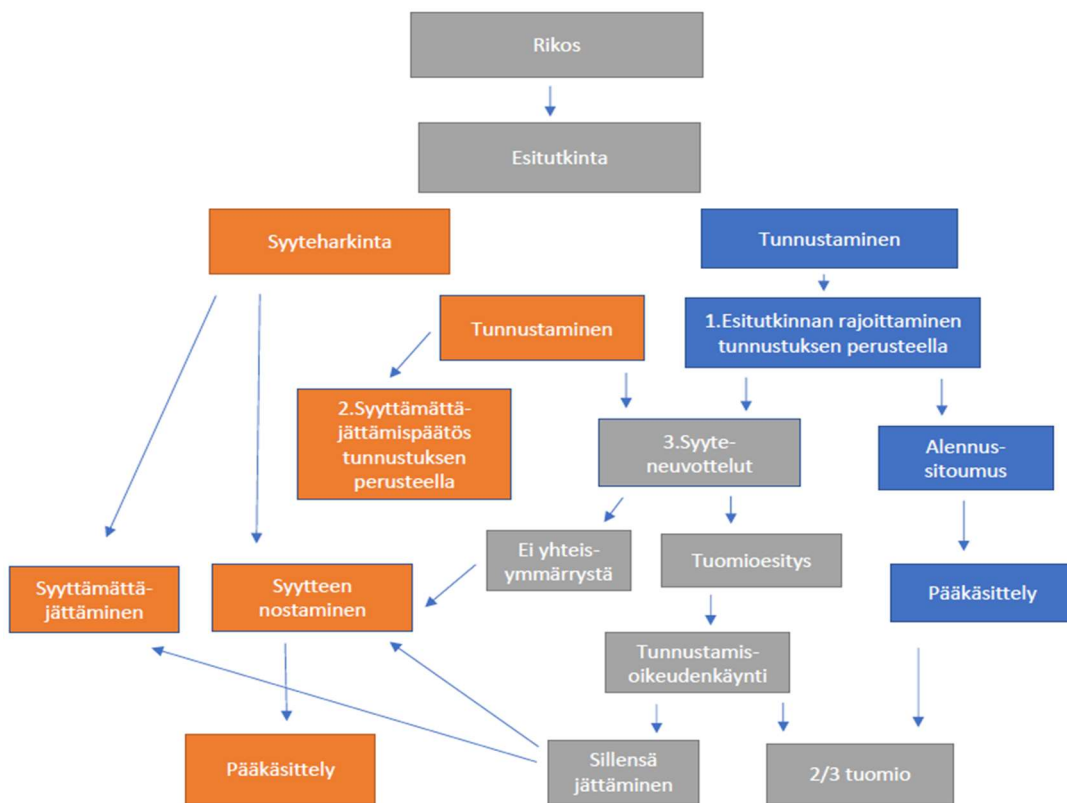 Rikos
Esitutkinta
Syyteharkinta
Tunnustaminen
Tunnustaminen
1.Esitutkinnan rajoittaminen
tunnustuksen perusteella
2.Syyttämättä-
jättämispäätös
tunnustuksen
perusteella
3.Syyte-
neuvottelut
Alennus-
sitoumus
Ei yhteis-
ymmärrystä
Tuomioesitys
Syyttämättä-
jättäminen
Syytteen
nostaminen
Pääkäsittely
Tunnustamis-
oikeudenkäynti
Pääkäsittely
Sillensä
jättäminen
2/3 tuomio